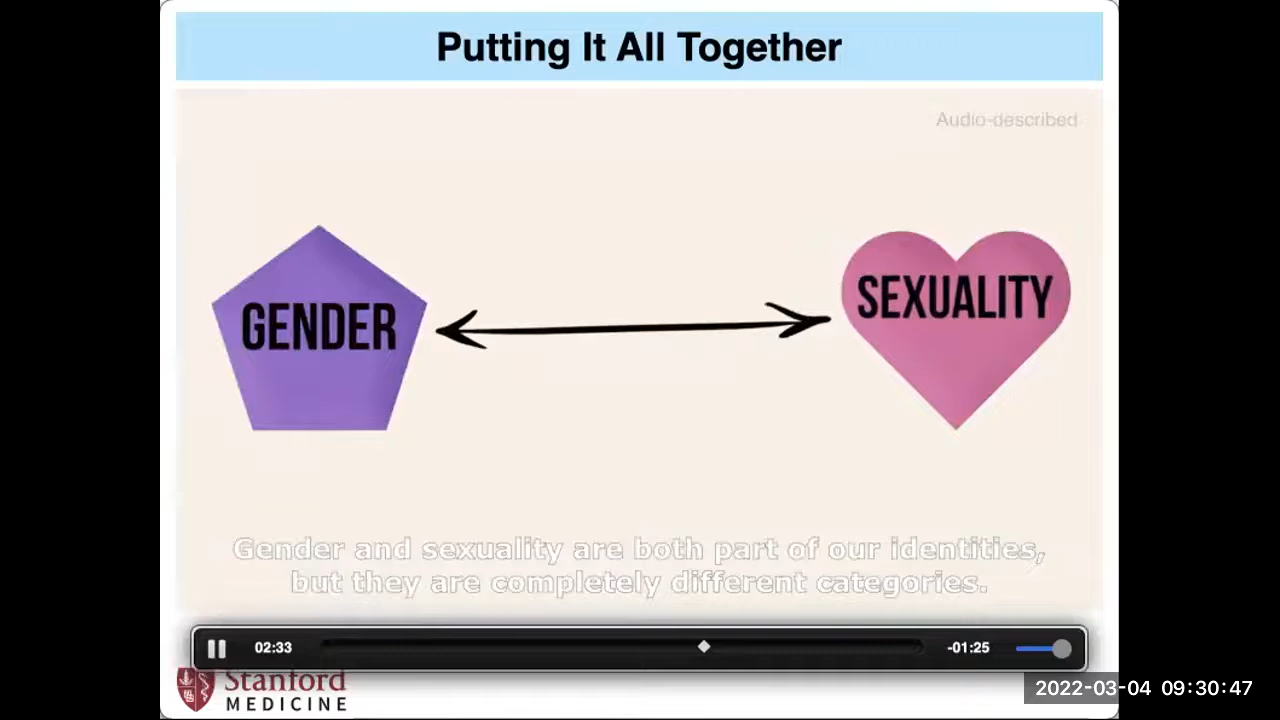 Putting It All Together
Audio-described
GENDER
SEXUALITY
Gender and sexuality are both part of our identities,
but they are completely different categories.
02:33
-01:25
Stanford
MEDICINE
2022-03-04 09:30:47